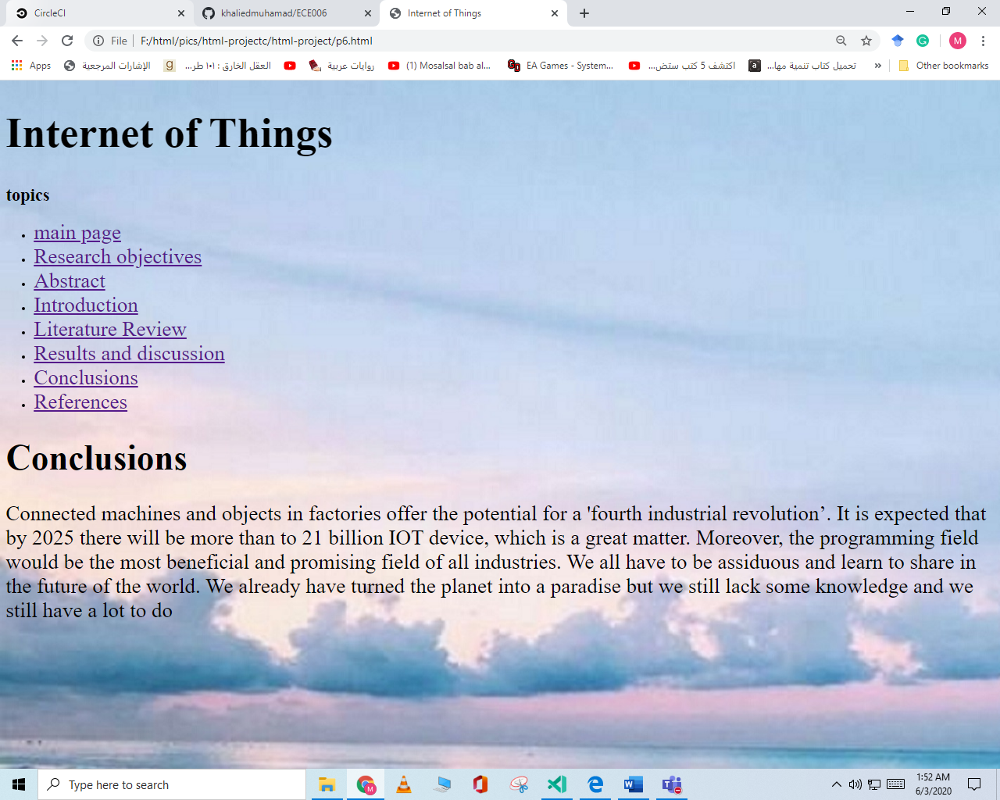 CircleCI
khaliedmuhamad/ECE006
Internet of Things
File
F:/html/pics/html-projectc/html-project/p6.html
M
Apps
الإشارات المرجعية
العقل الخارق : ١٠١ طر...
روايات عربية
(1) Mosalsal bab al...
EA Games - System...
اكتشف 5 كتب ستض...
تحميل كتاب تنمية مها...
»
Other bookmarks
Internet of Things
topics
main page
Research objectives
Abstract
Introduction
Literature Review
Results and discussion
Conclusions
References
Conclusions
Connected machines and objects in factories offer the potential for a 'fourth industrial revolution’. It is expected that
by 2025 there will be more than to 21 billion IOT device, which is a great matter. Moreover, the programming field
would be the most beneficial and promising field of all industries. We all have to be assiduous and learn to share in
the future of the world. We already have turned the planet into a paradise but we still lack some knowledge and we
still have a lot to do
Type here to search
1:52 AM
6/3/2020